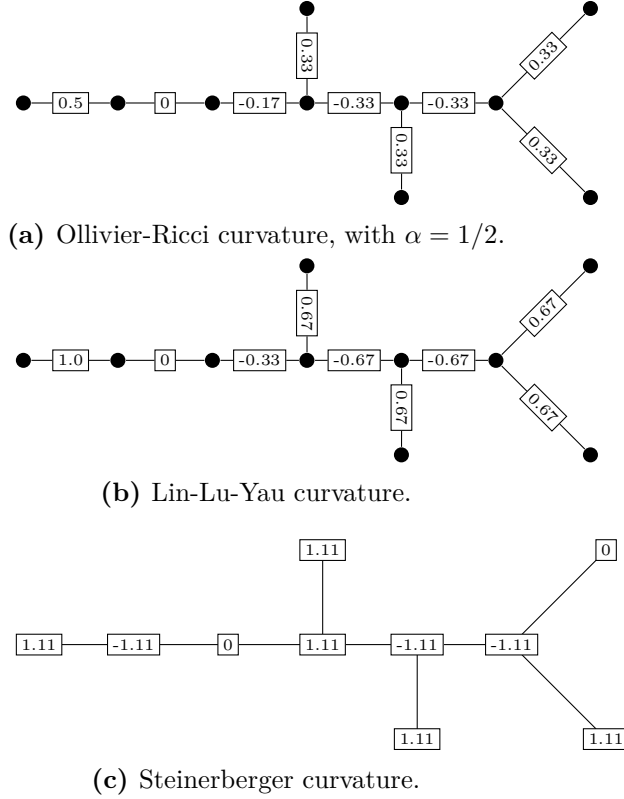 0.33
0.33
0.5 0 -0.17 -0.33 -0.33
0.33
0.33
(a) Ollivier-Ricci curvature, with α = 1/2.
0.67
0.67
1.0 0 -0.33 -0.67 -0.67
0.67
0.67
(b) Lin-Lu-Yau curvature.
1.11 0
1.11 -1.11 0 1.11 -1.11 -1.11
1.11 1.11
(c) Steinerberger curvature.